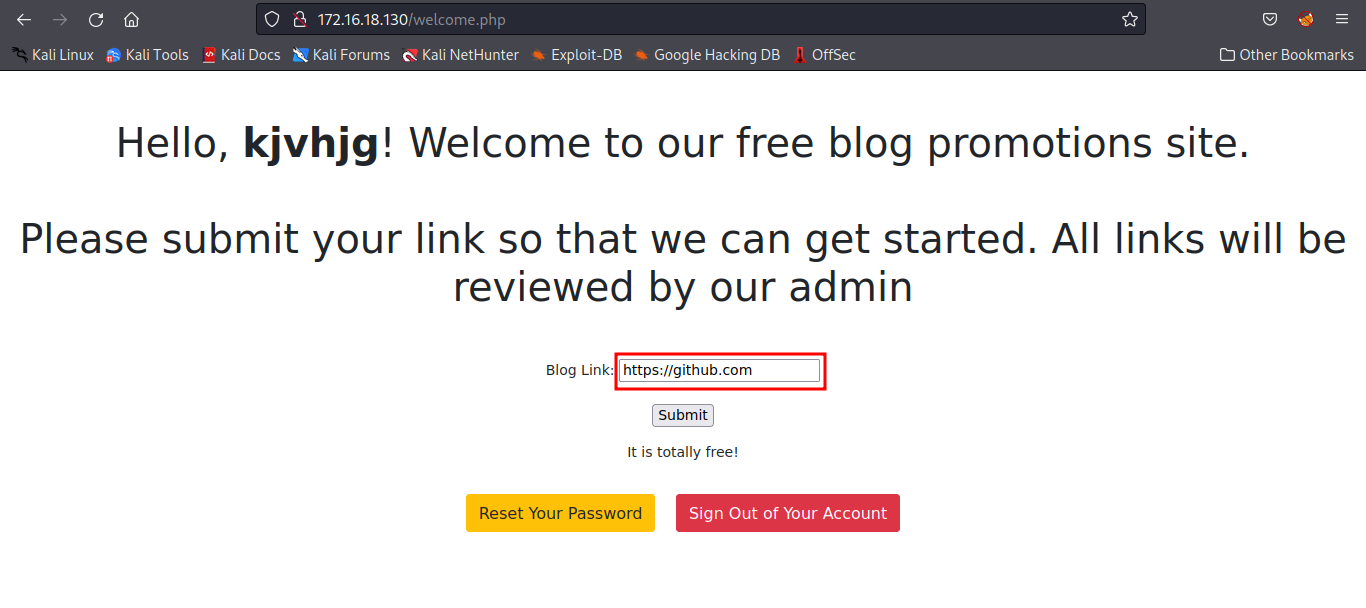 172.16.18.130/welcome.php
Kali Linux Kali Tools Kali Docs Kali Forums Kali NetHunter Exploit-DB Google Hacking DB OffSec Other Bookmarks
Hello, kjvhjg! Welcome to our free blog promotions site.
Please submit your link so that we can get started. All links will be
reviewed by our admin
Blog Link: https://github.com
Submit
It is totally free!
Reset Your Password Sign Out of Your Account